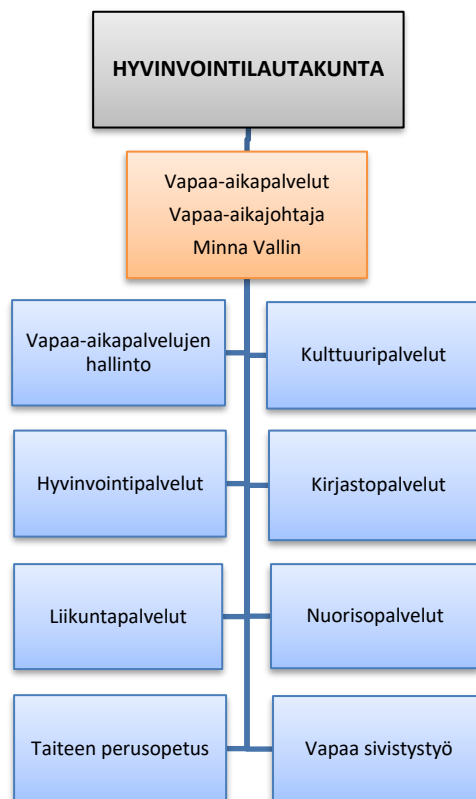 HYVINVOINTILAUTAKUNTA
Vapaa-aikapalvelut
Vapaa-aikajohtaja
Minna Vallin
Vapaa-aikapalvelujen
hallinto
Kulttuuripalvelut
Hyvinvointipalvelut
Kirjastopalvelut
Liikuntapalvelut
Nuorisopalvelut
Taiteen perusopetus
Vapaa sivistystyö